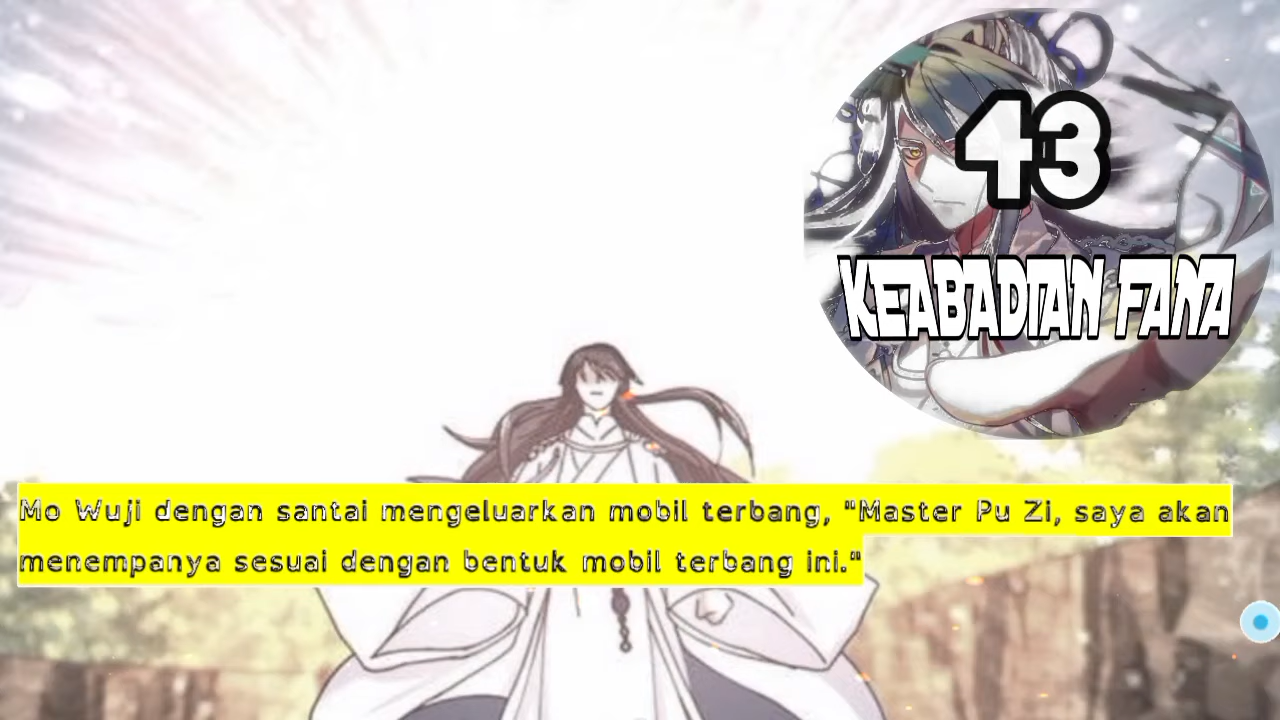 43
KEABADIAN FANA
Mo Wuji dengan santai mengeluarkan mobil terbang, "Master Pu Zi, saya akan
menempanya sesuai dengan bentuk mobil terbang ini."